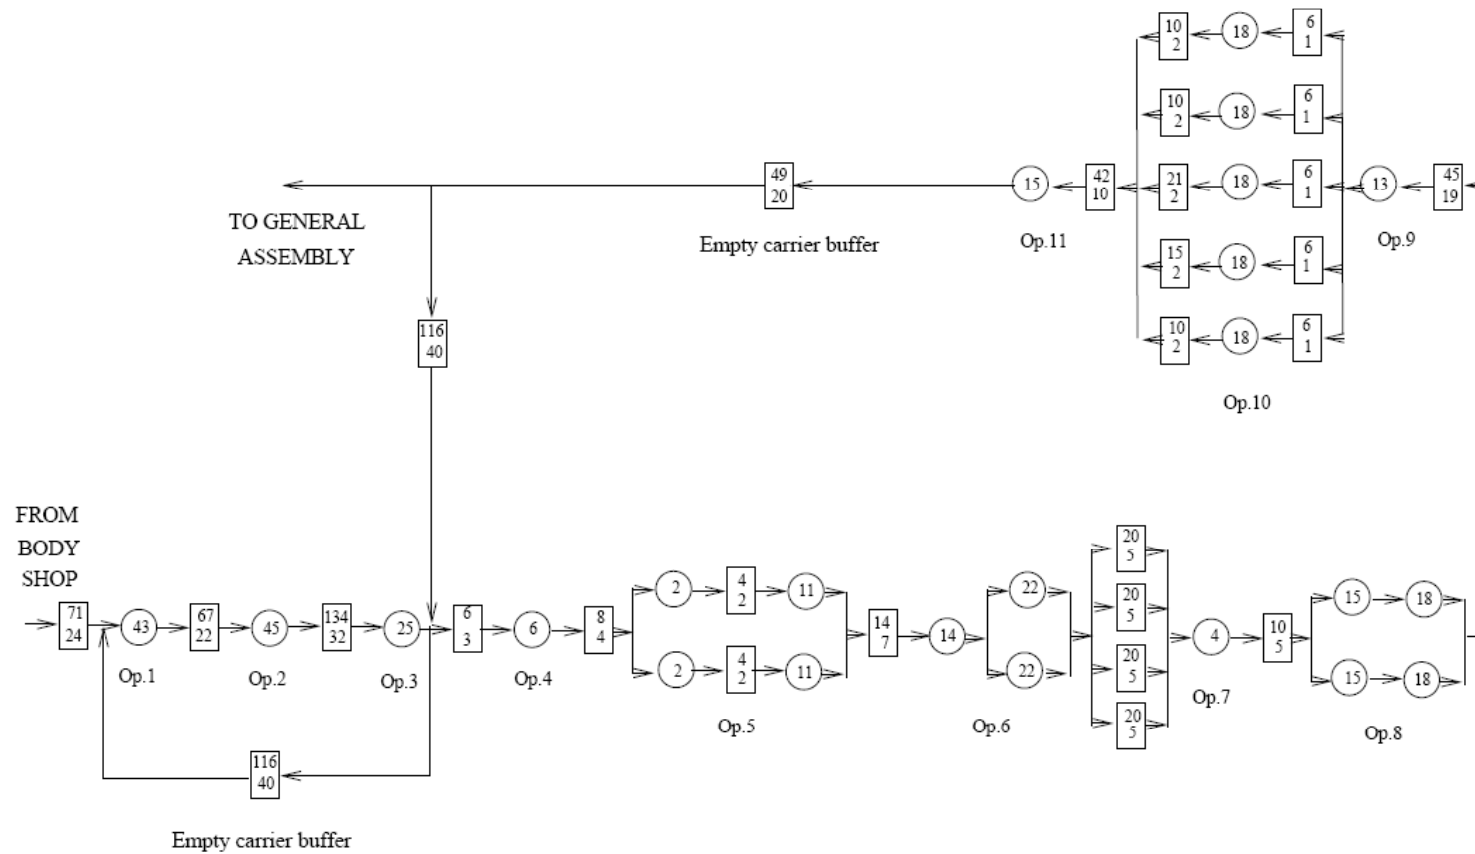 10 18 6
2 1
10 18 6
2 1
49 15 42 21 18 6 13 45
20 10 2 1 19
TO GENERAL
ASSEMBLY
Empty carrier buffer
Op.11
Op.9
15 18 6
2 1
116
40
10 18 6
2 1
Op.10
FROM
BODY
SHOP
71 43 67 45 134 25 6 6 8
24 22 32 3 4
2 4 11
2
2 4 11
2
14 14
7
22
22
20
5
20
5
20
5
20
5
4 10
5
15 18
15 18
Op.1
Op.2
Op.3
Op.4
Op.5
Op.6
Op.7
Op.8
116
40
Empty carrier buffer